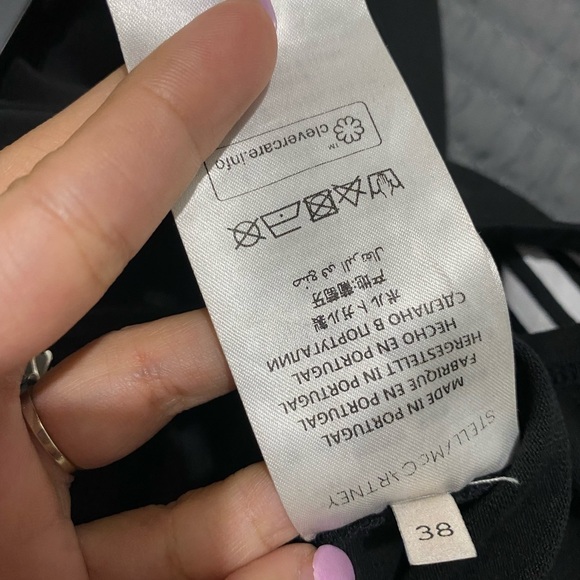 STELLA McCARTNEY
MADE IN PORTUGAL
FABRIQUE EN PORTUGAL
HERGESTELLT IN PORTUGAL
HECHO EN PORTUGAL
СДЕЛАНО В ПОРТУГАЛИИ
ポルトガル製
产地:葡萄牙
صنع في البرتغال
clevercare.info
TM
38